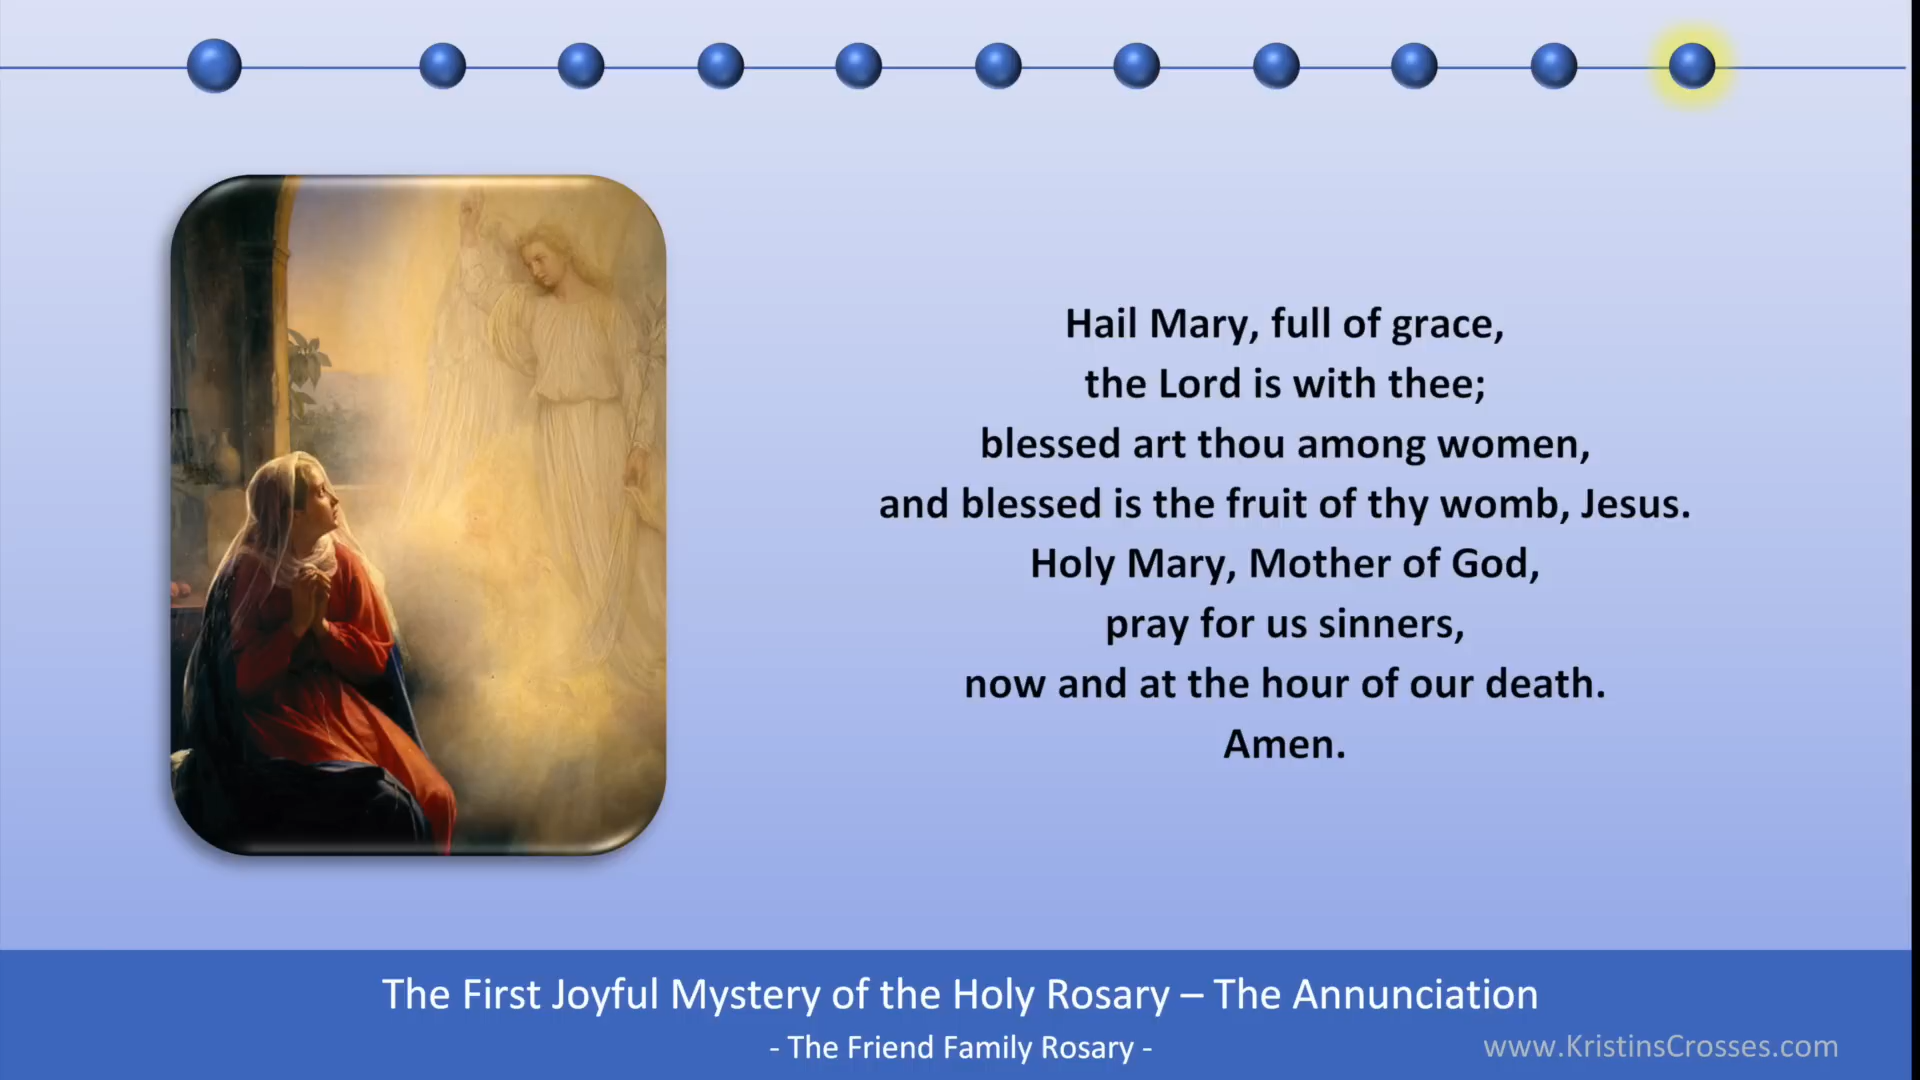 Hail Mary, full of grace,
the Lord is with thee;
blessed art thou among women,
and blessed is the fruit of thy womb, Jesus.
Holy Mary, Mother of God,
pray for us sinners,
now and at the hour of our death.
Amen.
The First Joyful Mystery of the Holy Rosary – The Annunciation
- The Friend Family Rosary -
www.KristinsCrosses.com